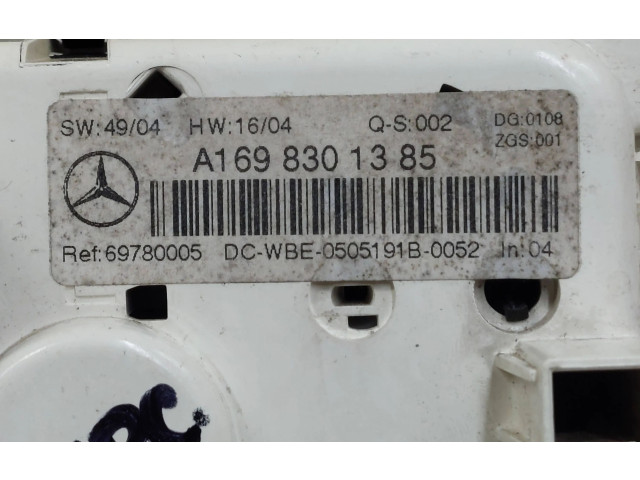 SW:49/04 HW:16/04 Q-S:002 DG:0108
ZGS:001
A169 830 13 85
Ref:69780005 DC-WBE-0505191B-0052 In:04